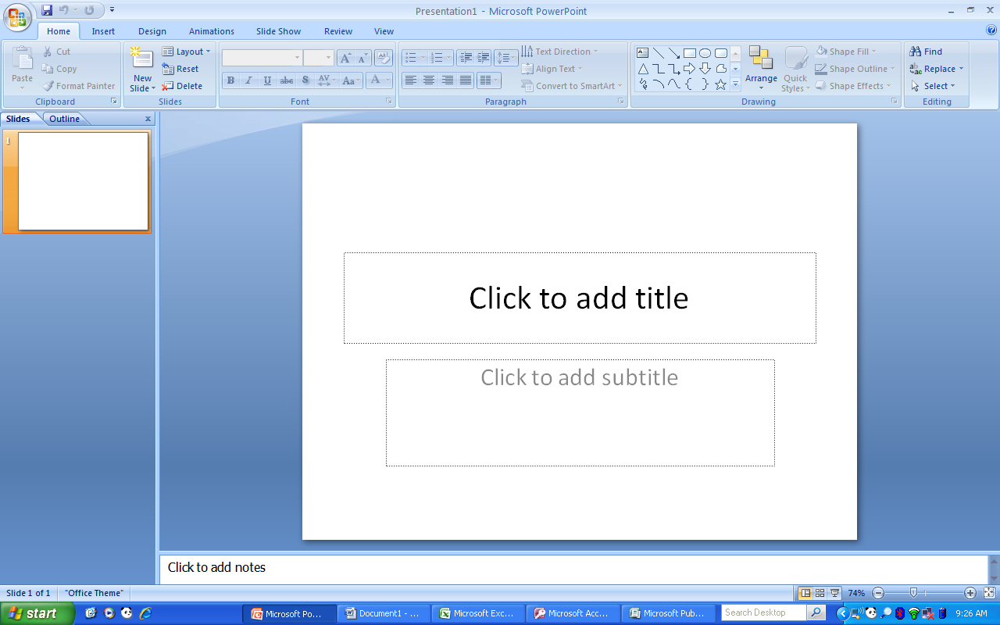 Presentation1 - Microsoft PowerPoint
Home Insert Design Animations Slide Show Review View
Paste
Cut
Copy
Format Painter
Clipboard
New
Slide
Layout
Reset
Delete
Slides
B I U abc S AV Aa A
Font
Text Direction
Align Text
Convert to SmartArt
Paragraph
Arrange
Quick
Styles
Shape Fill
Shape Outline
Shape Effects
Drawing
Find
Replace
Select
Editing
Slides Outline x
1
Click to add title
Click to add subtitle
Click to add notes
Slide 1 of 1 "Office Theme" 74%
start Microsoft Po... Document1 - ... Microsoft Exc... Microsoft Acc... Microsoft Pub... Search Desktop 9:26 AM